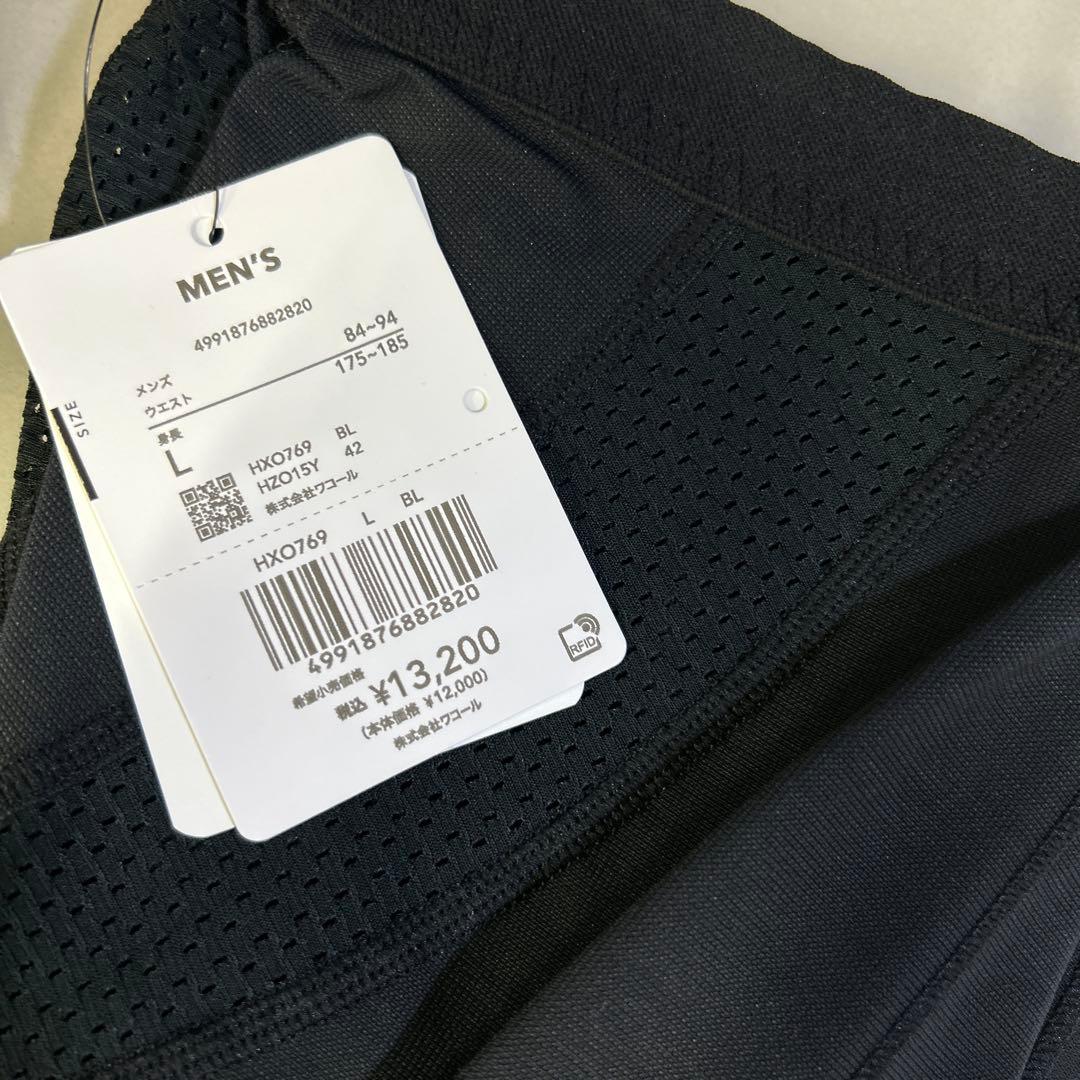 MEN'S
4991876882820
SIZE
メンズ
ウエスト 84~94
身長 175~185
L
HXO769 BL
HZO15Y 42
株式会社ワコール
HXO769 L BL
4991876882820
希望小売価格
税込 ¥13,200
(本体価格 ¥12,000)
株式会社ワコール
RFID